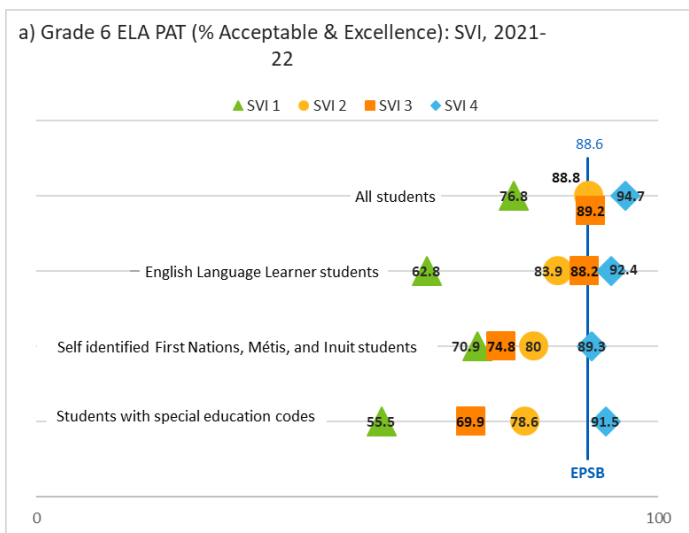 a) Grade 6 ELA PAT (% Acceptable & Excellence): SVI, 2021-
22
SVI 1 SVI 2 SVI 3 SVI 4
88.6
88.8
All students 76.8 94.7
89.2
English Language Learner students 62.8 83.9 88.2 92.4
Self identified First Nations, Métis, and Inuit students 70.9 74.8 80 89.3
Students with special education codes 55.5 69.9 78.6 91.5
EPSB
0 100